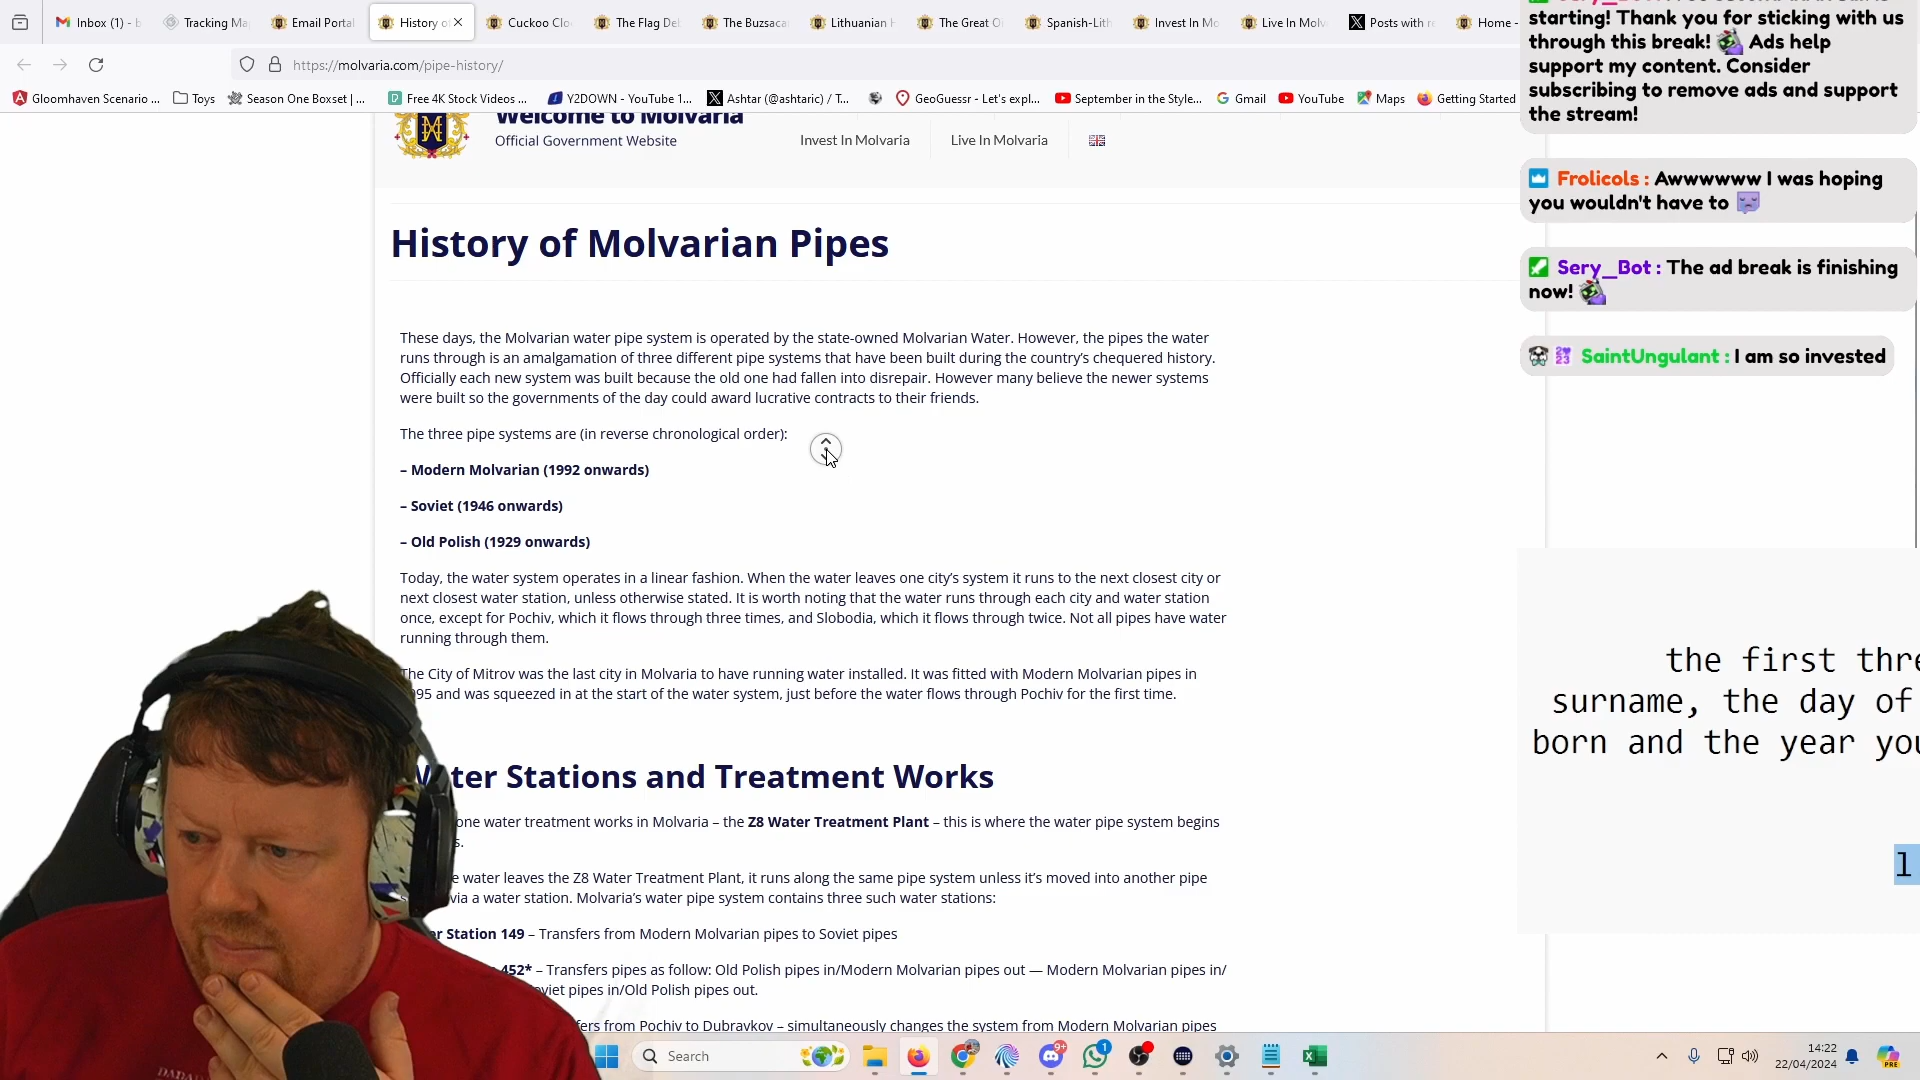 Inbox (1) - b
Tracking Ma
Email Portal
History of
Cuckoo Clo
The Flag De
The Buzsaca
Lithuanian H
The Great O
Spanish-Lith
Invest In Mo
Live In Molv
Posts with re
Home -
https://molvaria.com/pipe-history/
Gloomhaven Scenario ...
Toys
Season One Boxset | ...
Free 4K Stock Videos ...
Y2DOWN - YouTube 1...
Ashtar (@ashtaric) / T...
GeoGuessr - Let's expl...
September in the Style...
Gmail
YouTube
Maps
Getting Started
Welcome to Molvaria
Official Government Website
Invest In Molvaria
Live In Molvaria
History of Molvarian Pipes
These days, the Molvarian water pipe system is operated by the state-owned Molvarian Water. However, the pipes the water
runs through is an amalgamation of three different pipe systems that have been built during the country's chequered history.
Officially each new system was built because the old one had fallen into disrepair. However many believe the newer systems
were built so the governments of the day could award lucrative contracts to their friends.
The three pipe systems are (in reverse chronological order):
– Modern Molvarian (1992 onwards)
– Soviet (1946 onwards)
– Old Polish (1929 onwards)
Today, the water system operates in a linear fashion. When the water leaves one city's system it runs to the next closest city or
next closest water station, unless otherwise stated. It is worth noting that the water runs through each city and water station
once, except for Pochiv, which it flows through three times, and Slobodia, which it flows through twice. Not all pipes have water
running through them.
The City of Mitrov was the last city in Molvaria to have running water installed. It was fitted with Modern Molvarian pipes in
995 and was squeezed in at the start of the water system, just before the water flows through Pochiv for the first time.
Water Stations and Treatment Works
one water treatment works in Molvaria – the Z8 Water Treatment Plant – this is where the water pipe system begins
s.
e water leaves the Z8 Water Treatment Plant, it runs along the same pipe system unless it's moved into another pipe
via a water station. Molvaria's water pipe system contains three such water stations:
er Station 149 – Transfers from Modern Molvarian pipes to Soviet pipes
452* – Transfers pipes as follow: Old Polish pipes in/Modern Molvarian pipes out — Modern Molvarian pipes in/
oviet pipes in/Old Polish pipes out.
fers from Pochiv to Dubravkov – simultaneously changes the system from Modern Molvarian pipes
starting! Thank you for sticking with us
through this break! Ads help
support my content. Consider
subscribing to remove ads and support
the stream!
Frolicols : Awwwwww I was hoping
you wouldn't have to
Sery_Bot : The ad break is finishing
now!
SaintUngulant : I am so invested
the first thre
surname, the day of
born and the year you
l
Search
9+
1
14:22
22/04/2024
PRE